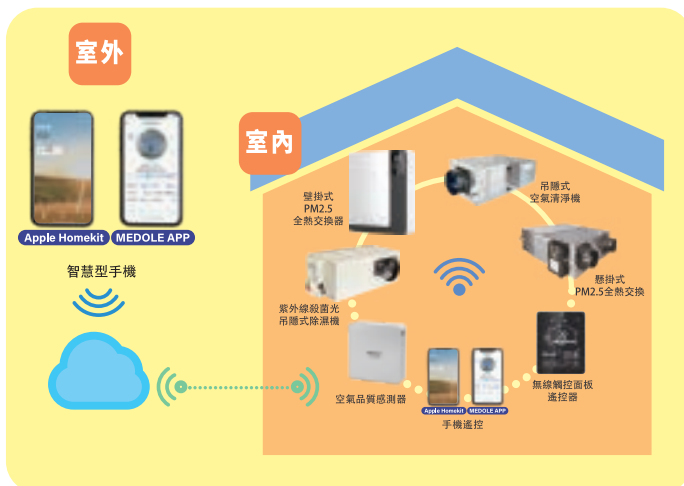 室外
Apple Homekit
MEDOLE APP
智慧型手機
室內
壁掛式
PM2.5
全熱交換器
吊隱式
空氣清淨機
懸掛式
PM2.5全熱交換
紫外線殺菌光
吊隱式除濕機
空氣品質感測器
Apple Homekit
MEDOLE APP
手機遙控
無線觸控面板
遙控器